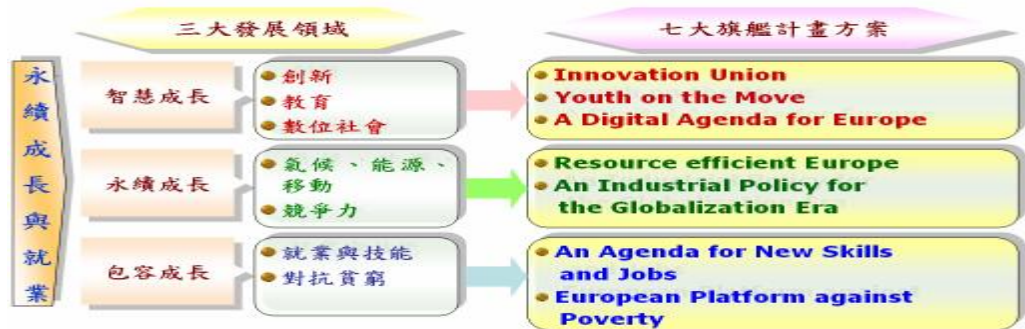 三大發展領域
七大旗艦計畫方案
永續成長與就業
智慧成長
創新
教育
數位社會
Innovation Union
Youth on the Move
A Digital Agenda for Europe
永續成長
氣候、能源、
移動
競爭力
Resource efficient Europe
An Industrial Policy for
the Globalization Era
包容成長
就業與技能
對抗貧窮
An Agenda for New Skills
and Jobs
European Platform against
Poverty